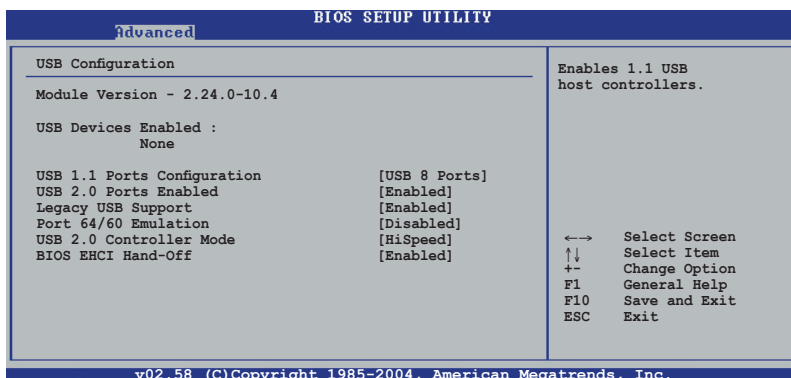 BIOS SETUP UTILITY
Advanced
USB Configuration
Module Version - 2.24.0-10.4
USB Devices Enabled :
None
USB 1.1 Ports Configuration [USB 8 Ports]
USB 2.0 Ports Enabled [Enabled]
Legacy USB Support [Enabled]
Port 64/60 Emulation [Disabled]
USB 2.0 Controller Mode [HiSpeed]
BIOS EHCI Hand-Off [Enabled]
Enables 1.1 USB
host controllers.
←→ Select Screen
↑↓ Select Item
+- Change Option
F1 General Help
F10 Save and Exit
ESC Exit
v02.58 (C)Copyright 1985-2004, American Megatrends, Inc.